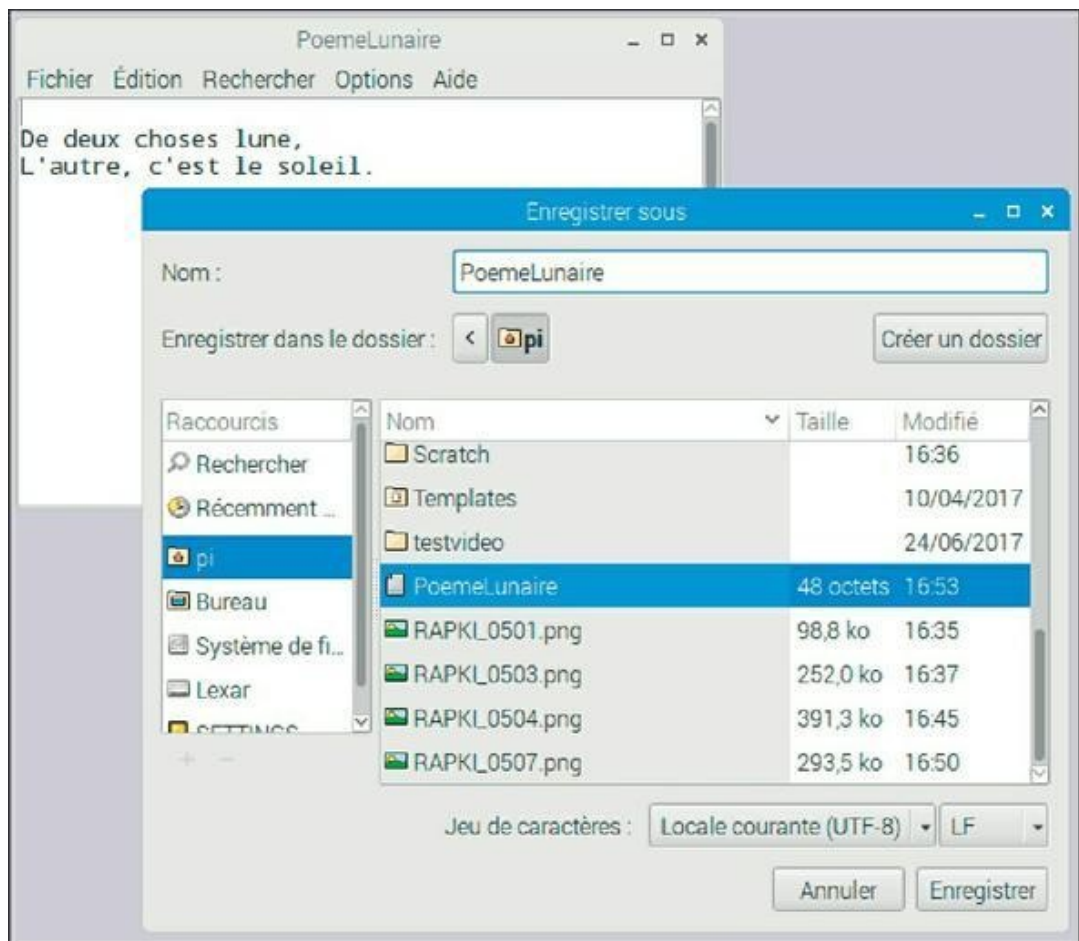 PoemeLunaire
Fichier Édition Rechercher Options Aide
De deux choses lune,
L'autre, c'est le soleil.
Enregistrer sous
Nom : PoemeLunaire
Enregistrer dans le dossier : < pi Créer un dossier
Raccourcis Nom Taille Modifié
Rechercher Scratch 16:36
Récemment ... Templates 10/04/2017
testvideo 24/06/2017
pi PoemeLunaire 48 octets 16:53
Bureau RAPKI_0501.png 98,8 ko 16:35
Système de fi... RAPKI_0503.png 252,0 ko 16:37
Lexar RAPKI_0504.png 391,3 ko 16:45
SETTINGS RAPKI_0507.png 293,5 ko 16:50
Jeu de caractères : Locale courante (UTF-8) LF
Annuler Enregistrer